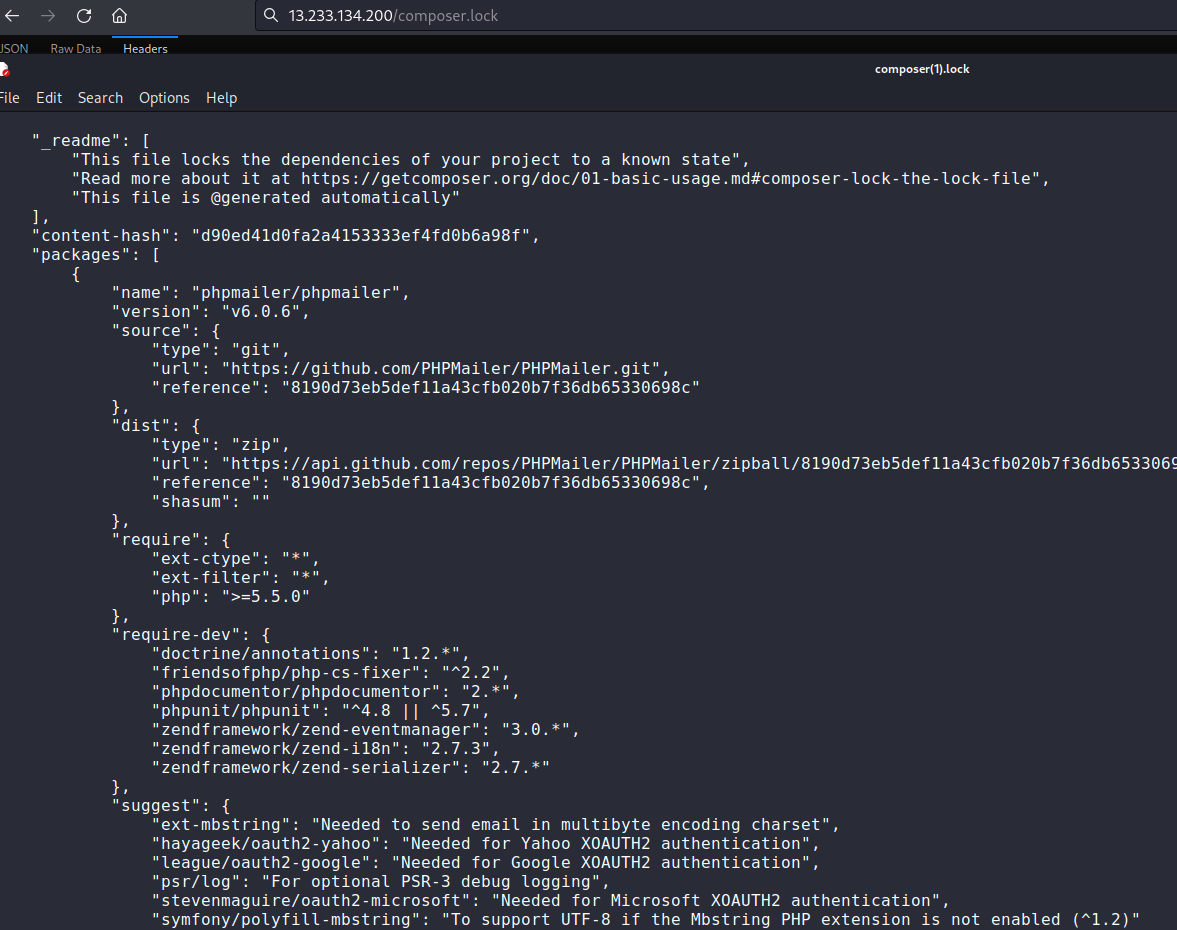 13.233.134.200/composer.lock
JSON Raw Data Headers
composer(1).lock
File Edit Search Options Help
"_readme": [
"This file locks the dependencies of your project to a known state",
"Read more about it at https://getcomposer.org/doc/01-basic-usage.md#composer-lock-the-lock-file",
"This file is @generated automatically"
],
"content-hash": "d90ed41d0fa2a4153333ef4fd0b6a98f",
"packages": [
{
"name": "phpmailer/phpmailer",
"version": "v6.0.6",
"source": {
"type": "git",
"url": "https://github.com/PHPMailer/PHPMailer.git",
"reference": "8190d73eb5def11a43cfb020b7f36db65330698c"
},
"dist": {
"type": "zip",
"url": "https://api.github.com/repos/PHPMailer/PHPMailer/zipball/8190d73eb5def11a43cfb020b7f36db6533069
"reference": "8190d73eb5def11a43cfb020b7f36db65330698c",
"shasum": ""
},
"require": {
"ext-ctype": "*",
"ext-filter": "*",
"php": ">=5.5.0"
},
"require-dev": {
"doctrine/annotations": "1.2.*",
"friendsofphp/php-cs-fixer": "^2.2",
"phpdocumentor/phpdocumentor": "2.*",
"phpunit/phpunit": "^4.8 || ^5.7",
"zendframework/zend-eventmanager": "3.0.*",
"zendframework/zend-i18n": "2.7.3",
"zendframework/zend-serializer": "2.7.*"
},
"suggest": {
"ext-mbstring": "Needed to send email in multibyte encoding charset",
"hayageek/oauth2-yahoo": "Needed for Yahoo XOAUTH2 authentication",
"league/oauth2-google": "Needed for Google XOAUTH2 authentication",
"psr/log": "For optional PSR-3 debug logging",
"stevenmaguire/oauth2-microsoft": "Needed for Microsoft XOAUTH2 authentication",
"symfony/polyfill-mbstring": "To support UTF-8 if the Mbstring PHP extension is not enabled (^1.2)"